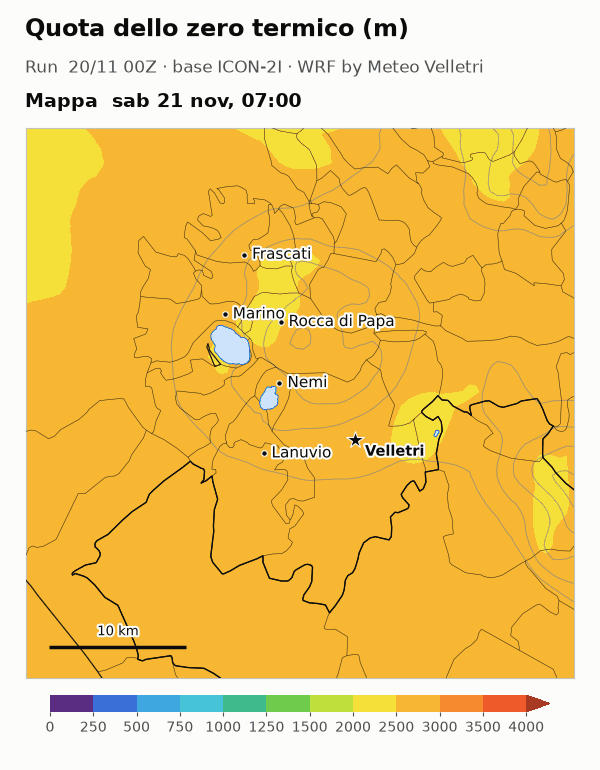 Quota dello zero termico (m)
Run  20/11 00Z · base ICON-2I · WRF by Meteo Velletri
Mappa  sab 21 nov, 07:00
Frascati
Marino
Rocca di Papa
Nemi
Velletri
Lanuvio
10 km
0 250 500 750 1000 1250 1500 2000 2500 3000 3500 4000